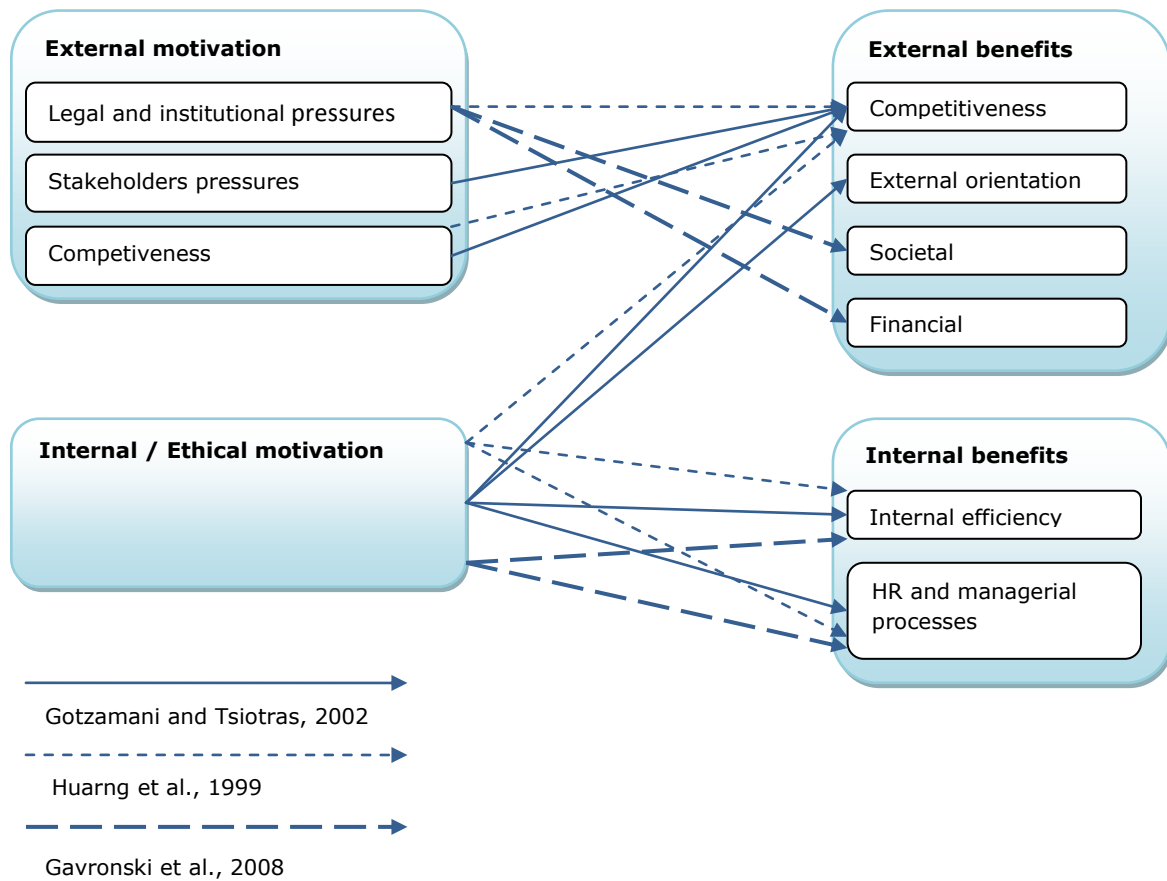 External motivation
Legal and institutional pressures
Stakeholders pressures
Competiveness
External benefits
Competitiveness
External orientation
Societal
Financial
Internal / Ethical motivation
Internal benefits
Internal efficiency
HR and managerial
processes
Gotzamani and Tsiotras, 2002
Huarng et al., 1999
Gavronski et al., 2008